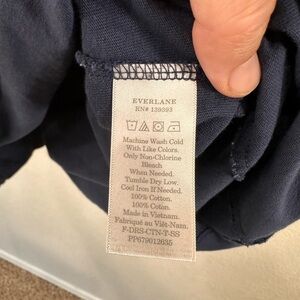 EVERLANE
RN# 139393
Machine Wash Cold
With Like Colors.
Only Non-Chlorine
Bleach
When Needed.
Tumble Dry Low.
Cool Iron If Needed.
100% Cotton.
100% Coton.
Made in Vietnam.
Fabriqué au Viêt-Nam.
F-DRS-CTN-T-SS
PP679012635